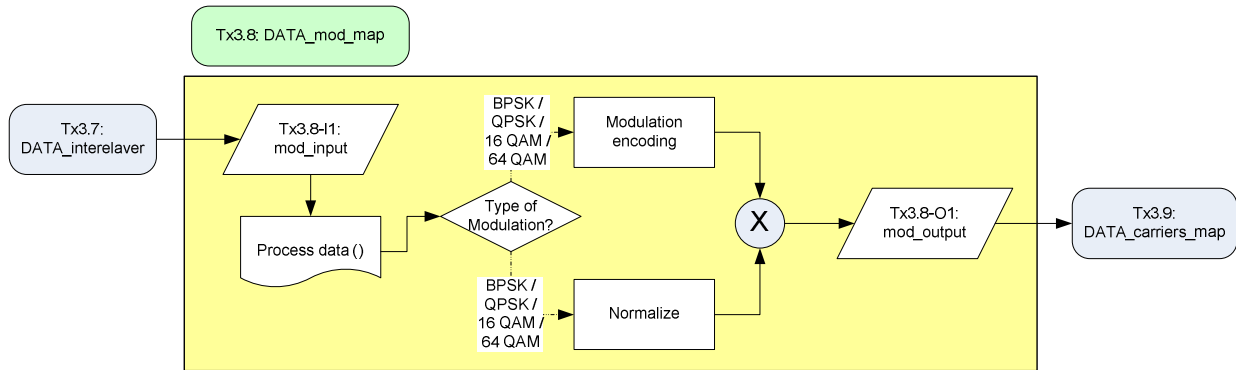 Tx3.8: DATA_mod_map
Tx3.7:
DATA_interelaver
Tx3.8-I1:
mod_input
Process data ()
Type of
Modulation?
BPSK /
QPSK /
16 QAM /
64 QAM
Modulation
encoding
BPSK /
QPSK /
16 QAM /
64 QAM
Normalize
X
Tx3.8-O1:
mod_output
Tx3.9:
DATA_carriers_map